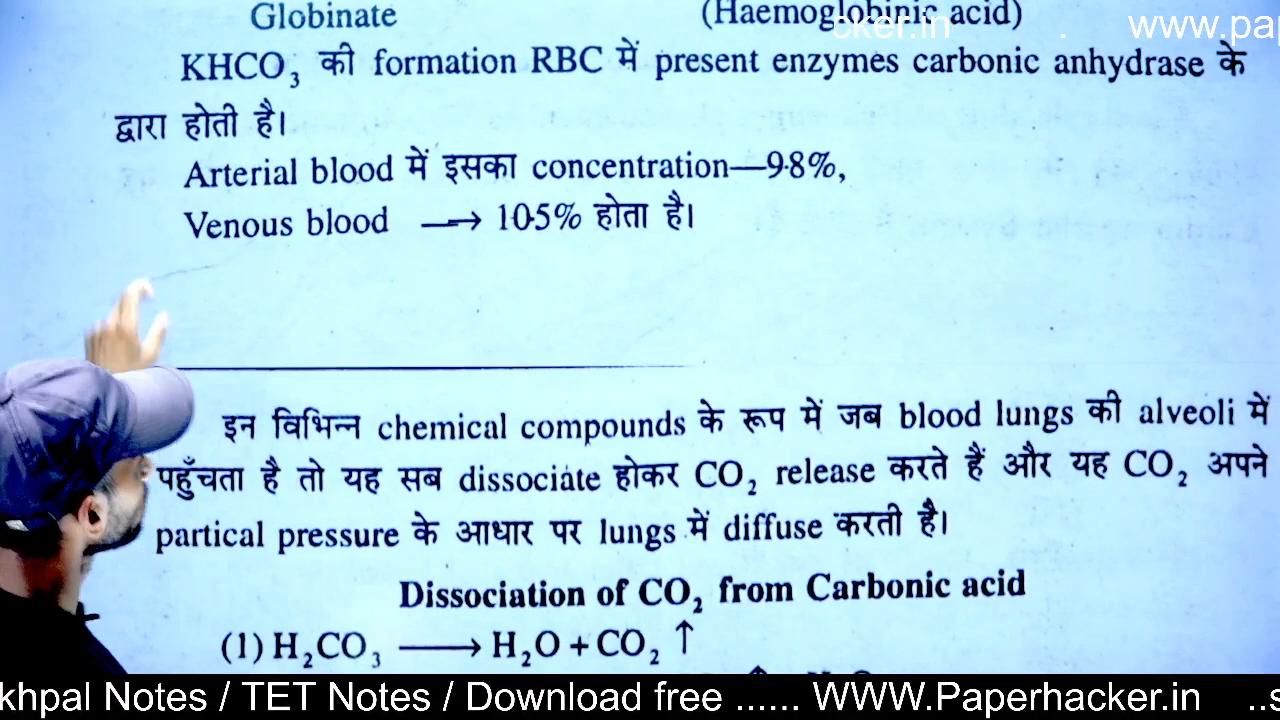 Globinate (Haemoglobinic acid)
cker.in . www.pap
KHCO₃ की formation RBC में present enzymes carbonic anhydrase के
द्वारा होती है।
Arterial blood में इसका concentration—9·8%,
Venous blood ⟶ 10·5% होता है।
इन विभिन्न chemical compounds के रूप में जब blood lungs की alveoli में
पहुँचता है तो यह सब dissociate होकर CO₂ release करते हैं और यह CO₂ अपने
partical pressure के आधार पर lungs में diffuse करती है।
Dissociation of CO₂ from Carbonic acid
(1) H₂CO₃ ⟶ H₂O + CO₂ ↑
khpal Notes / TET Notes / Download free ...... WWW.Paperhacker.in ..s